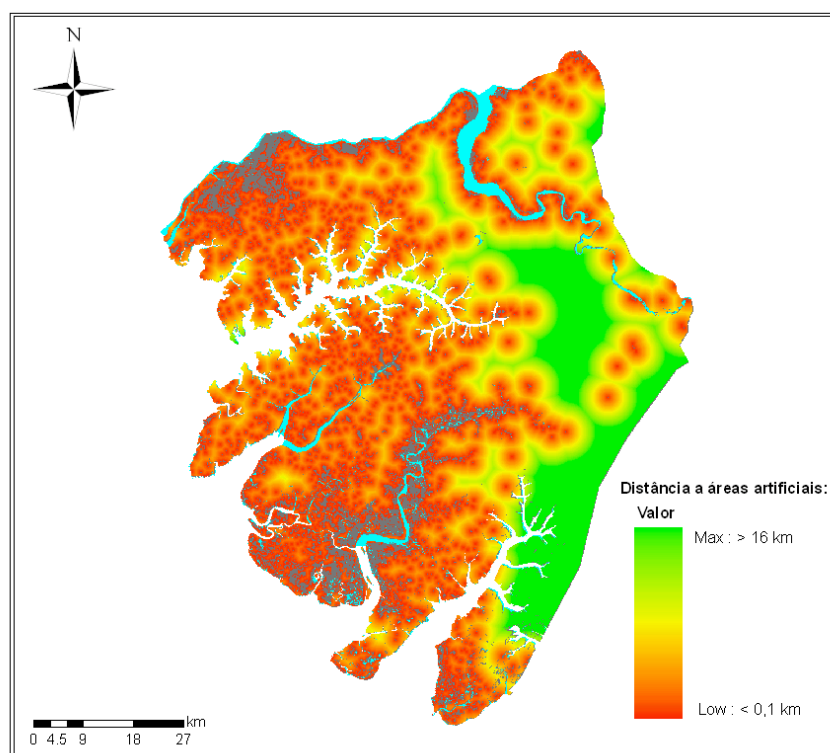 N
Distância a áreas artificiais:
Valor
Max : > 16 km
Low : < 0,1 km
km
0 4.5 9 18 27